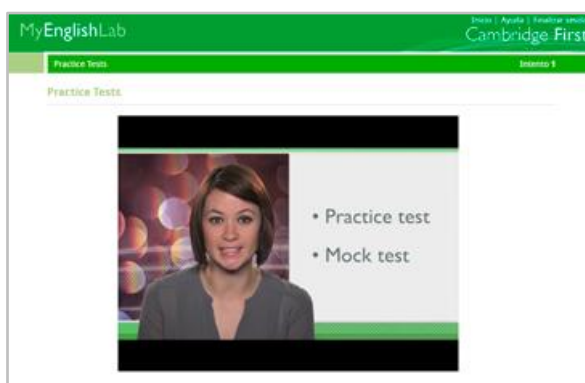 Inicio | Ayuda | Finalizar sesión
MyEnglishLab
Cambridge First
Practice Tests
Intento 1
Practice Tests
• Practice test
• Mock test